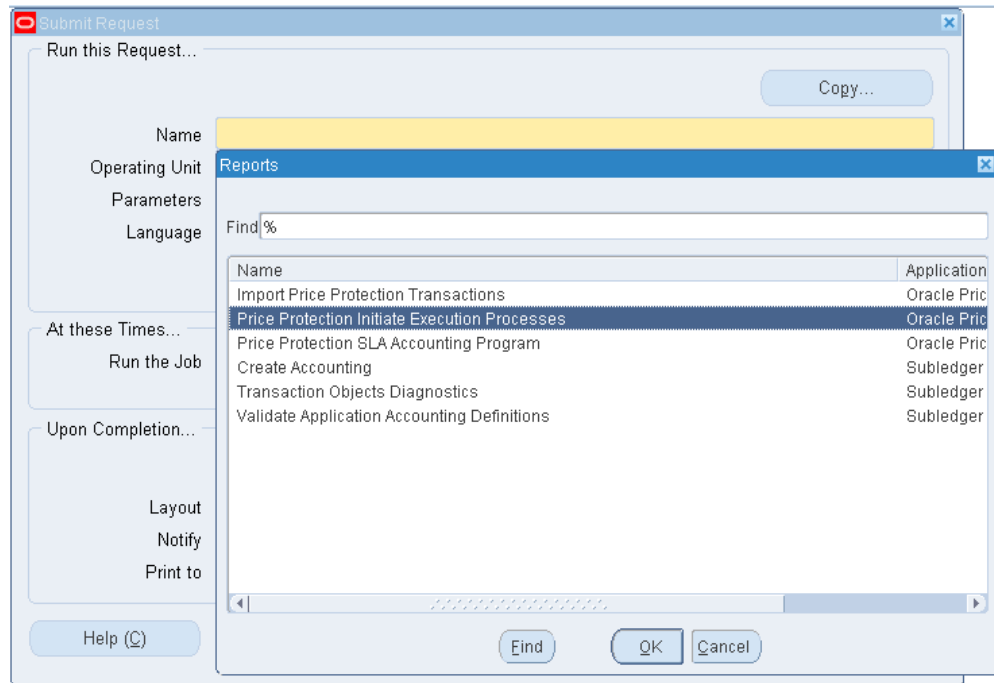 Submit Request
Run this Request...
Copy...
Name
Operating Unit
Parameters
Language
Reports
Find %
Name Application
Import Price Protection Transactions Oracle Pric
Price Protection Initiate Execution Processes Oracle Pric
Price Protection SLA Accounting Program Oracle Pric
Create Accounting Subledger
Transaction Objects Diagnostics Subledger
Validate Application Accounting Definitions Subledger
At these Times...
Run the Job
Upon Completion...
Layout
Notify
Print to
Help (C)
Find OK Cancel